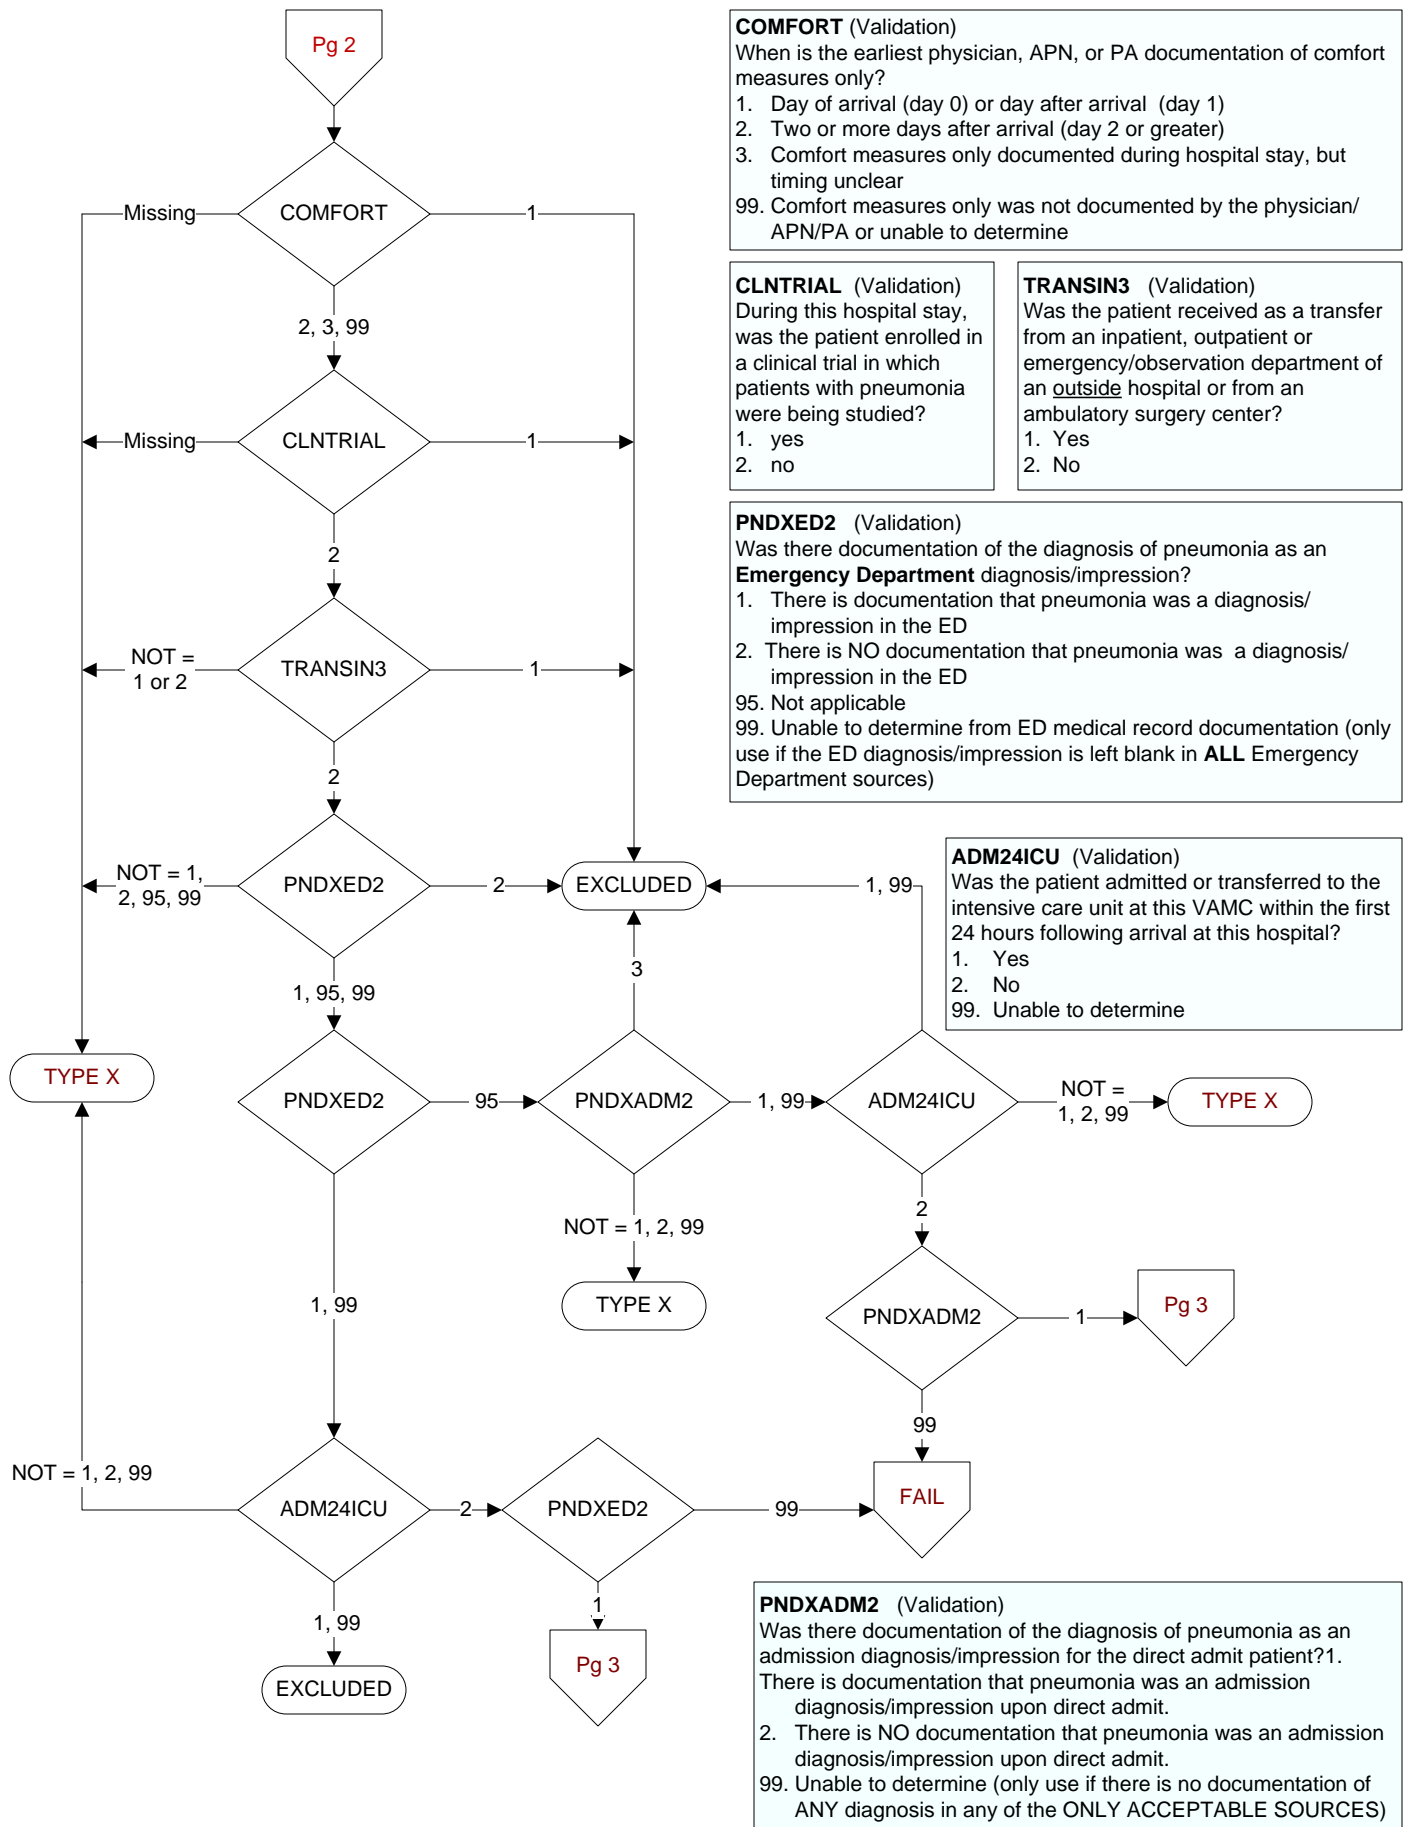 Pg 2
COMFORT (Validation)
When is the earliest physician, APN, or PA documentation of comfort
measures only?
1. Day of arrival (day 0) or day after arrival (day 1)
2. Two or more days after arrival (day 2 or greater)
3. Comfort measures only documented during hospital stay, but
timing unclear
99. Comfort measures only was not documented by the physician/
APN/PA or unable to determine
Missing
COMFORT
1
2, 3, 99
CLNTRIAL (Validation)
During this hospital stay,
was the patient enrolled in
a clinical trial in which
patients with pneumonia
were being studied?
1. yes
2. no
TRANSIN3 (Validation)
Was the patient received as a transfer
from an inpatient, outpatient or
emergency/observation department of
an outside hospital or from an
ambulatory surgery center?
1. Yes
2. No
Missing
CLNTRIAL
1
2
PNDXED2 (Validation)
Was there documentation of the diagnosis of pneumonia as an
Emergency Department diagnosis/impression?
1. There is documentation that pneumonia was a diagnosis/
impression in the ED
2. There is NO documentation that pneumonia was a diagnosis/
impression in the ED
95. Not applicable
99. Unable to determine from ED medical record documentation (only
use if the ED diagnosis/impression is left blank in ALL Emergency
Department sources)
NOT =
1 or 2
TRANSIN3
1
2
NOT = 1,
2, 95, 99
PNDXED2
2
EXCLUDED
1, 99
ADM24ICU (Validation)
Was the patient admitted or transferred to the
intensive care unit at this VAMC within the first
24 hours following arrival at this hospital?
1. Yes
2. No
99. Unable to determine
1, 95, 99
3
TYPE X
PNDXED2
95
PNDXADM2
1, 99
ADM24ICU
NOT =
1, 2, 99
TYPE X
NOT = 1, 2, 99
2
1, 99
TYPE X
PNDXADM2
1
Pg 3
99
NOT = 1, 2, 99
ADM24ICU
2
PNDXED2
99
FAIL
1, 99
1
EXCLUDED
Pg 3
PNDXADM2 (Validation)
Was there documentation of the diagnosis of pneumonia as an
admission diagnosis/impression for the direct admit patient?1.
There is documentation that pneumonia was an admission
diagnosis/impression upon direct admit.
2. There is NO documentation that pneumonia was an admission
diagnosis/impression upon direct admit.
99. Unable to determine (only use if there is no documentation of
ANY diagnosis in any of the ONLY ACCEPTABLE SOURCES)